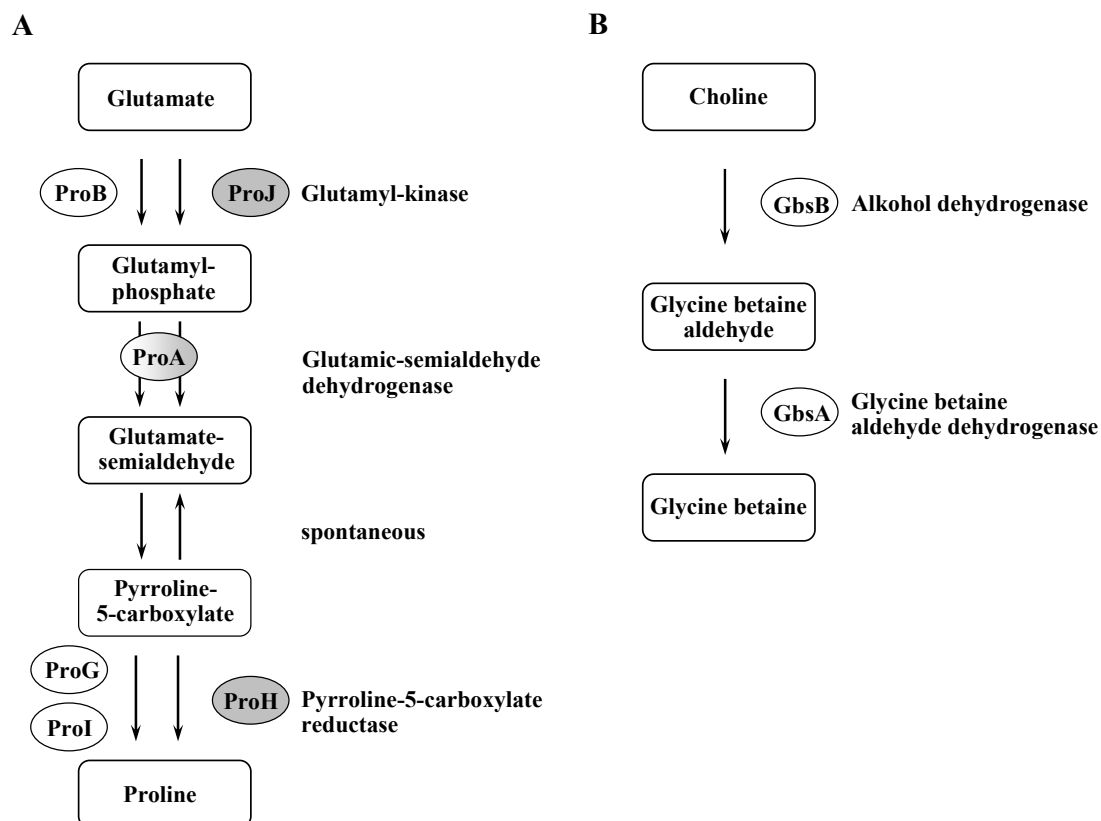 A
Glutamate
ProB
ProJ
Glutamyl-kinase
Glutamyl-
phosphate
ProA
Glutamic-semialdehyde
dehydrogenase
Glutamate-
semialdehyde
spontaneous
Pyrroline-
5-carboxylate
ProG
ProI
ProH
Pyrroline-5-carboxylate
reductase
Proline
B
Choline
GbsB
Alkohol dehydrogenase
Glycine betaine
aldehyde
GbsA
Glycine betaine
aldehyde dehydrogenase
Glycine betaine